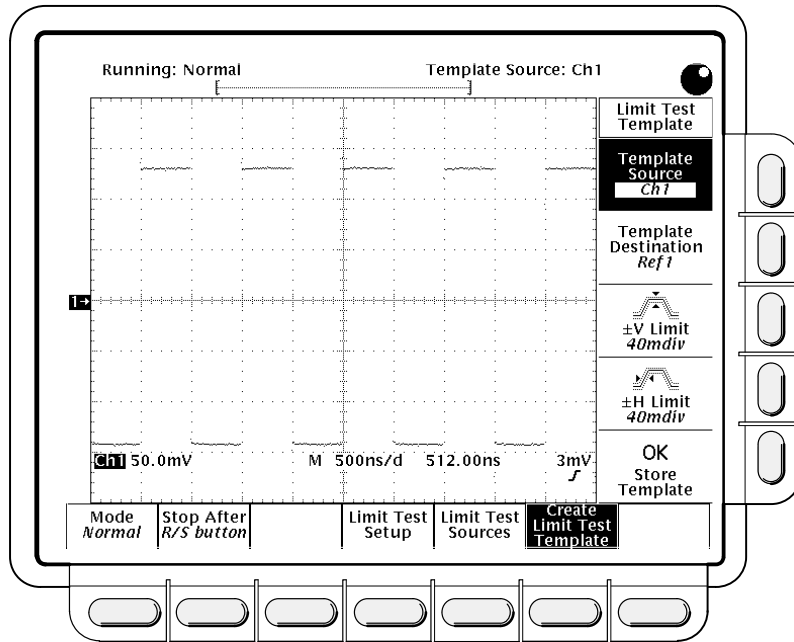 Running: Normal
Template Source: Ch1
Limit Test
Template
Template
Source
Ch1
Template
Destination
Ref1
±V Limit
40mdiv
±H Limit
40mdiv
OK
Store
Template
1→
Ch1 50.0mV M 500ns/d 512.00ns 3mV
Mode
Normal
Stop After
R/S button
Limit Test
Setup
Limit Test
Sources
Create
Limit Test
Template